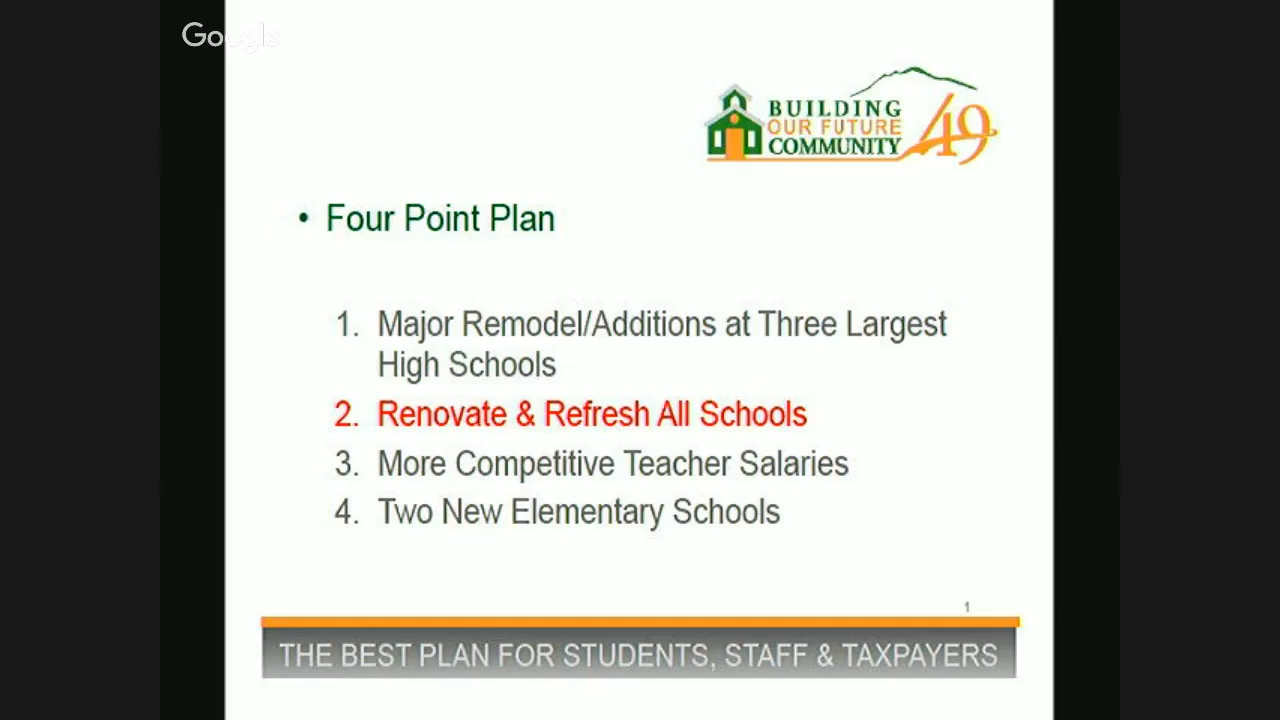 Google
BUILDING
OUR FUTURE
COMMUNITY
49
• Four Point Plan
1. Major Remodel/Additions at Three Largest
High Schools
2. Renovate & Refresh All Schools
3. More Competitive Teacher Salaries
4. Two New Elementary Schools
1
THE BEST PLAN FOR STUDENTS, STAFF & TAXPAYERS